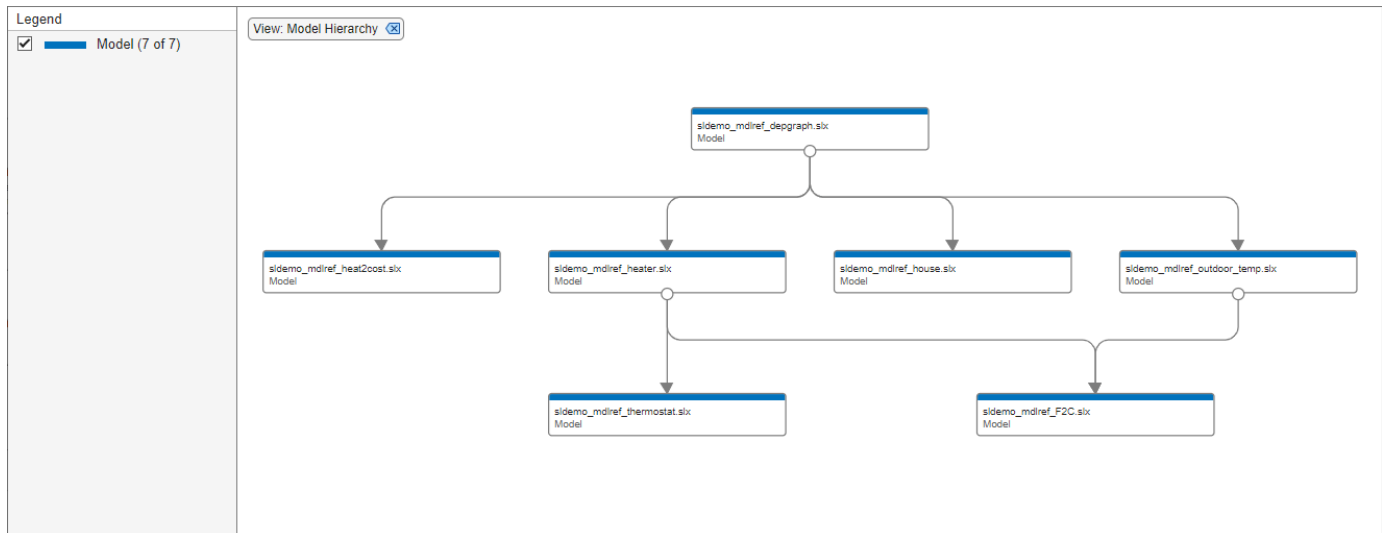 Legend
Model (7 of 7)
View: Model Hierarchy
sldemo_mdlref_depgraph.slx
Model
sldemo_mdlref_heat2cost.slx
Model
sldemo_mdlref_heater.slx
Model
sldemo_mdlref_house.slx
Model
sldemo_mdlref_outdoor_temp.slx
Model
sldemo_mdlref_thermostat.slx
Model
sldemo_mdlref_F2C.slx
Model